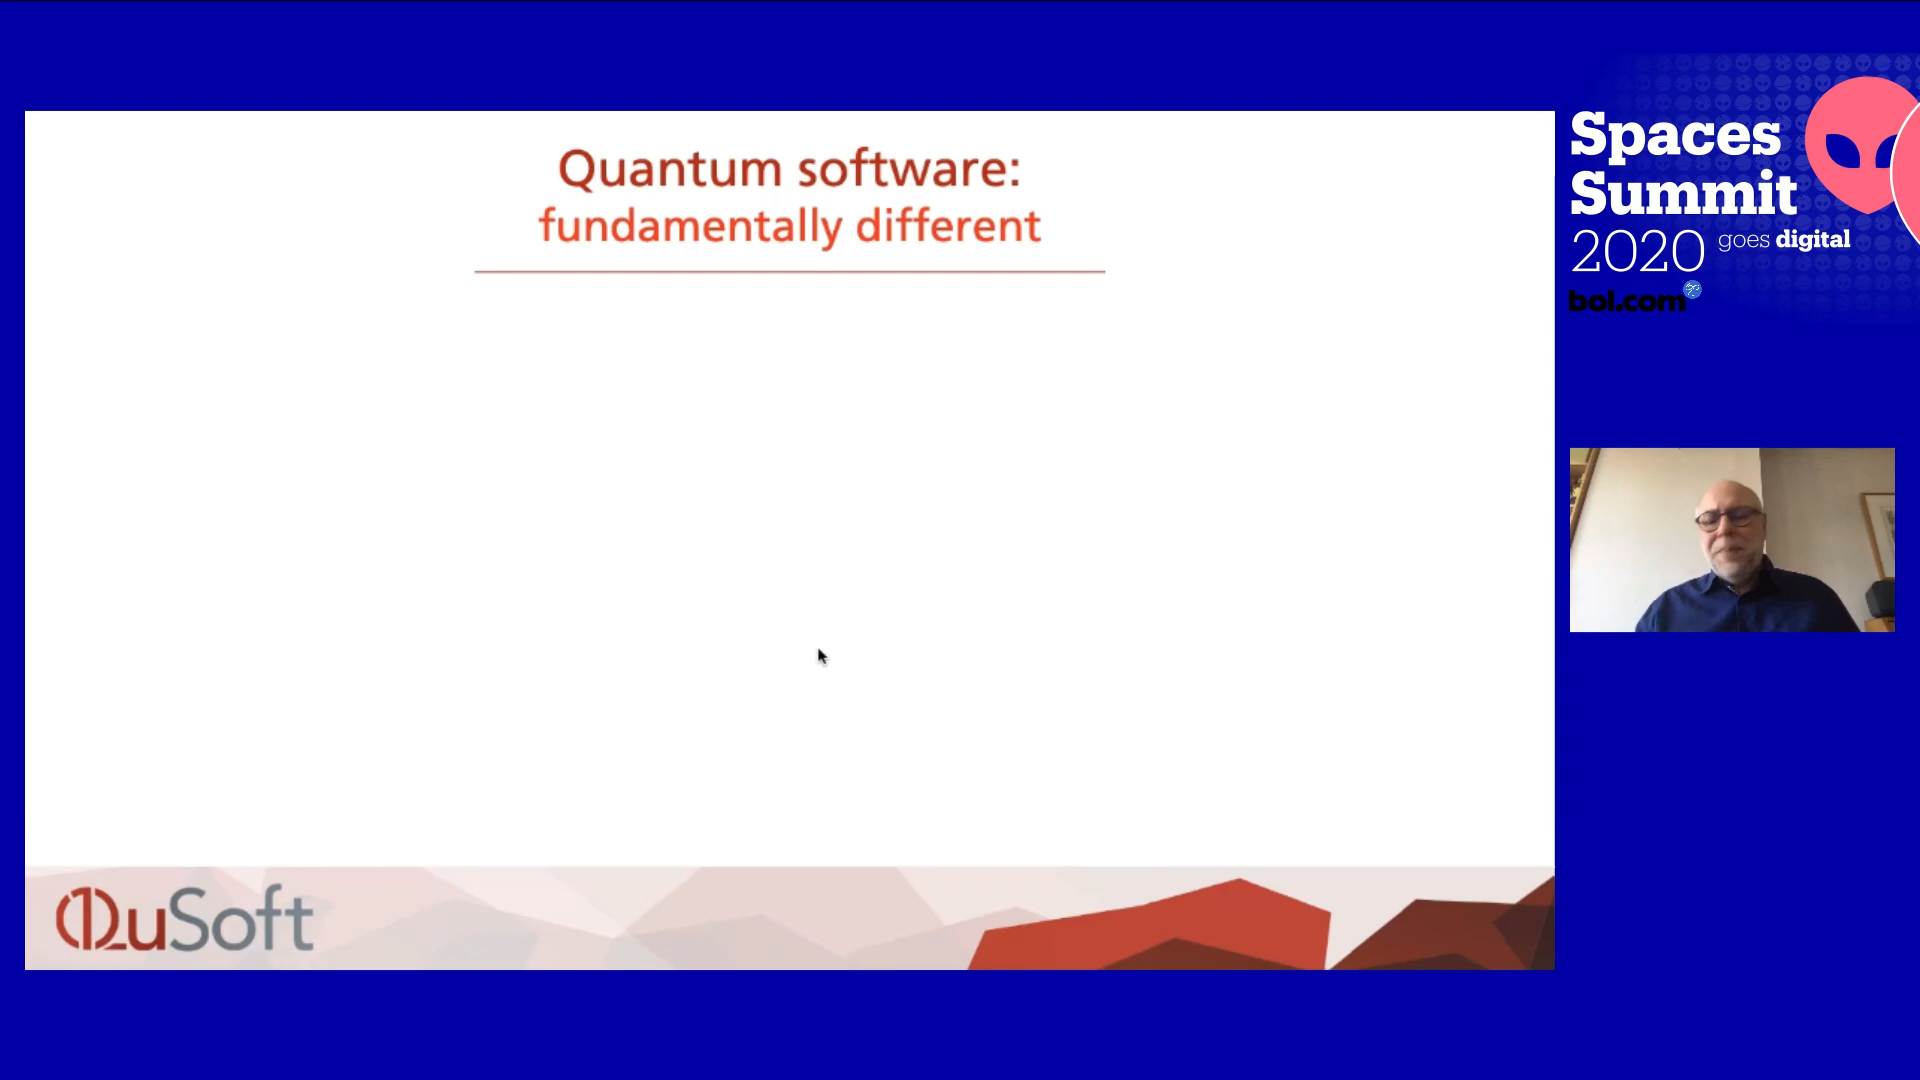 Quantum software:
fundamentally different
QuSoft
Spaces
Summit
2020 goes digital
bol.com